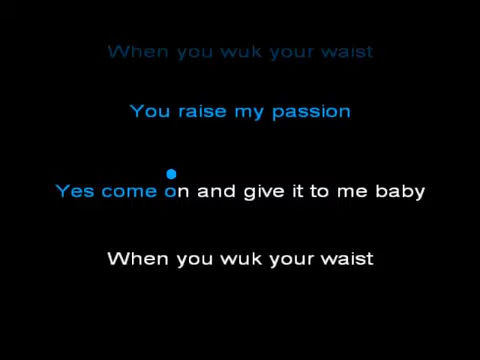 When you wuk your waist
You raise my passion
Yes come on and give it to me baby
When you wuk your waist